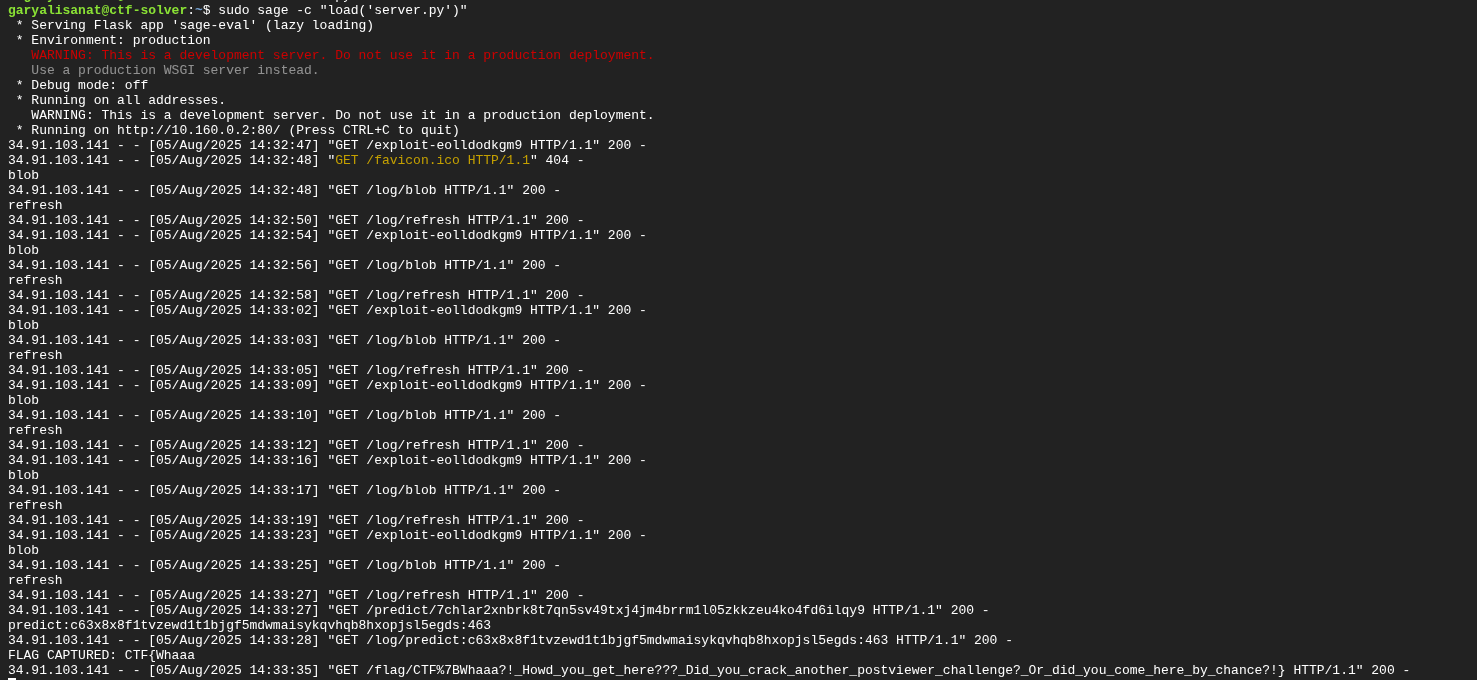 garyalisanat@ctf-solver:~$ sudo sage -c "load('server.py')"
 * Serving Flask app 'sage-eval' (lazy loading)
 * Environment: production
   WARNING: This is a development server. Do not use it in a production deployment.
   Use a production WSGI server instead.
 * Debug mode: off
 * Running on all addresses.
   WARNING: This is a development server. Do not use it in a production deployment.
 * Running on http://10.160.0.2:80/ (Press CTRL+C to quit)
34.91.103.141 - - [05/Aug/2025 14:32:47] "GET /exploit-eolldodkgm9 HTTP/1.1" 200 -
34.91.103.141 - - [05/Aug/2025 14:32:48] "GET /favicon.ico HTTP/1.1" 404 -
blob
34.91.103.141 - - [05/Aug/2025 14:32:48] "GET /log/blob HTTP/1.1" 200 -
refresh
34.91.103.141 - - [05/Aug/2025 14:32:50] "GET /log/refresh HTTP/1.1" 200 -
34.91.103.141 - - [05/Aug/2025 14:32:54] "GET /exploit-eolldodkgm9 HTTP/1.1" 200 -
blob
34.91.103.141 - - [05/Aug/2025 14:32:56] "GET /log/blob HTTP/1.1" 200 -
refresh
34.91.103.141 - - [05/Aug/2025 14:32:58] "GET /log/refresh HTTP/1.1" 200 -
34.91.103.141 - - [05/Aug/2025 14:33:02] "GET /exploit-eolldodkgm9 HTTP/1.1" 200 -
blob
34.91.103.141 - - [05/Aug/2025 14:33:03] "GET /log/blob HTTP/1.1" 200 -
refresh
34.91.103.141 - - [05/Aug/2025 14:33:05] "GET /log/refresh HTTP/1.1" 200 -
34.91.103.141 - - [05/Aug/2025 14:33:09] "GET /exploit-eolldodkgm9 HTTP/1.1" 200 -
blob
34.91.103.141 - - [05/Aug/2025 14:33:10] "GET /log/blob HTTP/1.1" 200 -
refresh
34.91.103.141 - - [05/Aug/2025 14:33:12] "GET /log/refresh HTTP/1.1" 200 -
34.91.103.141 - - [05/Aug/2025 14:33:16] "GET /exploit-eolldodkgm9 HTTP/1.1" 200 -
blob
34.91.103.141 - - [05/Aug/2025 14:33:17] "GET /log/blob HTTP/1.1" 200 -
refresh
34.91.103.141 - - [05/Aug/2025 14:33:19] "GET /log/refresh HTTP/1.1" 200 -
34.91.103.141 - - [05/Aug/2025 14:33:23] "GET /exploit-eolldodkgm9 HTTP/1.1" 200 -
blob
34.91.103.141 - - [05/Aug/2025 14:33:25] "GET /log/blob HTTP/1.1" 200 -
refresh
34.91.103.141 - - [05/Aug/2025 14:33:27] "GET /log/refresh HTTP/1.1" 200 -
34.91.103.141 - - [05/Aug/2025 14:33:27] "GET /predict/7chlar2xnbrk8t7qn5sv49txj4jm4brrm1l05zkkzeu4ko4fd6ilqy9 HTTP/1.1" 200 -
predict:c63x8x8f1tvzewd1t1bjgf5mdwmaisykqvhqb8hxopjsl5egds:463
34.91.103.141 - - [05/Aug/2025 14:33:28] "GET /log/predict:c63x8x8f1tvzewd1t1bjgf5mdwmaisykqvhqb8hxopjsl5egds:463 HTTP/1.1" 200 -
FLAG CAPTURED: CTF{Whaaa
34.91.103.141 - - [05/Aug/2025 14:33:35] "GET /flag/CTF%7BWhaaa?!_Howd_you_get_here???_Did_you_crack_another_postviewer_challenge?_Or_did_you_come_here_by_chance?!} HTTP/1.1" 200 -